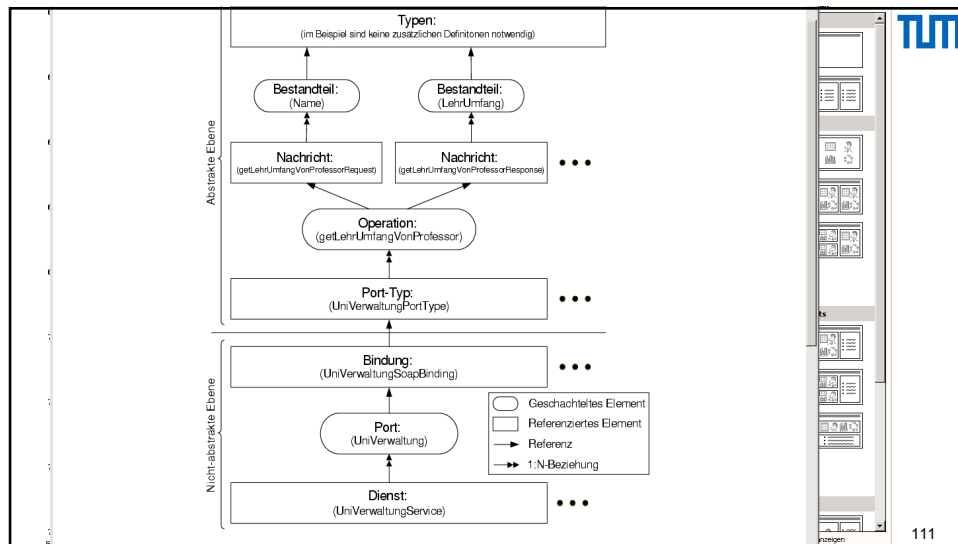 TUM
Typen:
(im Beispiel sind keine zusätzlichen Definitonen notwendig)
Bestandteil:
(Name)
Bestandteil:
(LehrUmfang)
Abstrakte Ebene
Nachricht:
(getLehrUmfangVonProfessorRequest)
Nachricht:
(getLehrUmfangVonProfessorResponse)
Operation:
(getLehrUmfangVonProfessor)
Port-Typ:
(UniVerwaltungPortType)
Nicht-abstrakte Ebene
Bindung:
(UniVerwaltungSoapBinding)
Port:
(UniVerwaltung)
Dienst:
(UniVerwaltungService)
Geschachteltes Element
Referenziertes Element
Referenz
1:N-Beziehung
ts
nzeigen
111